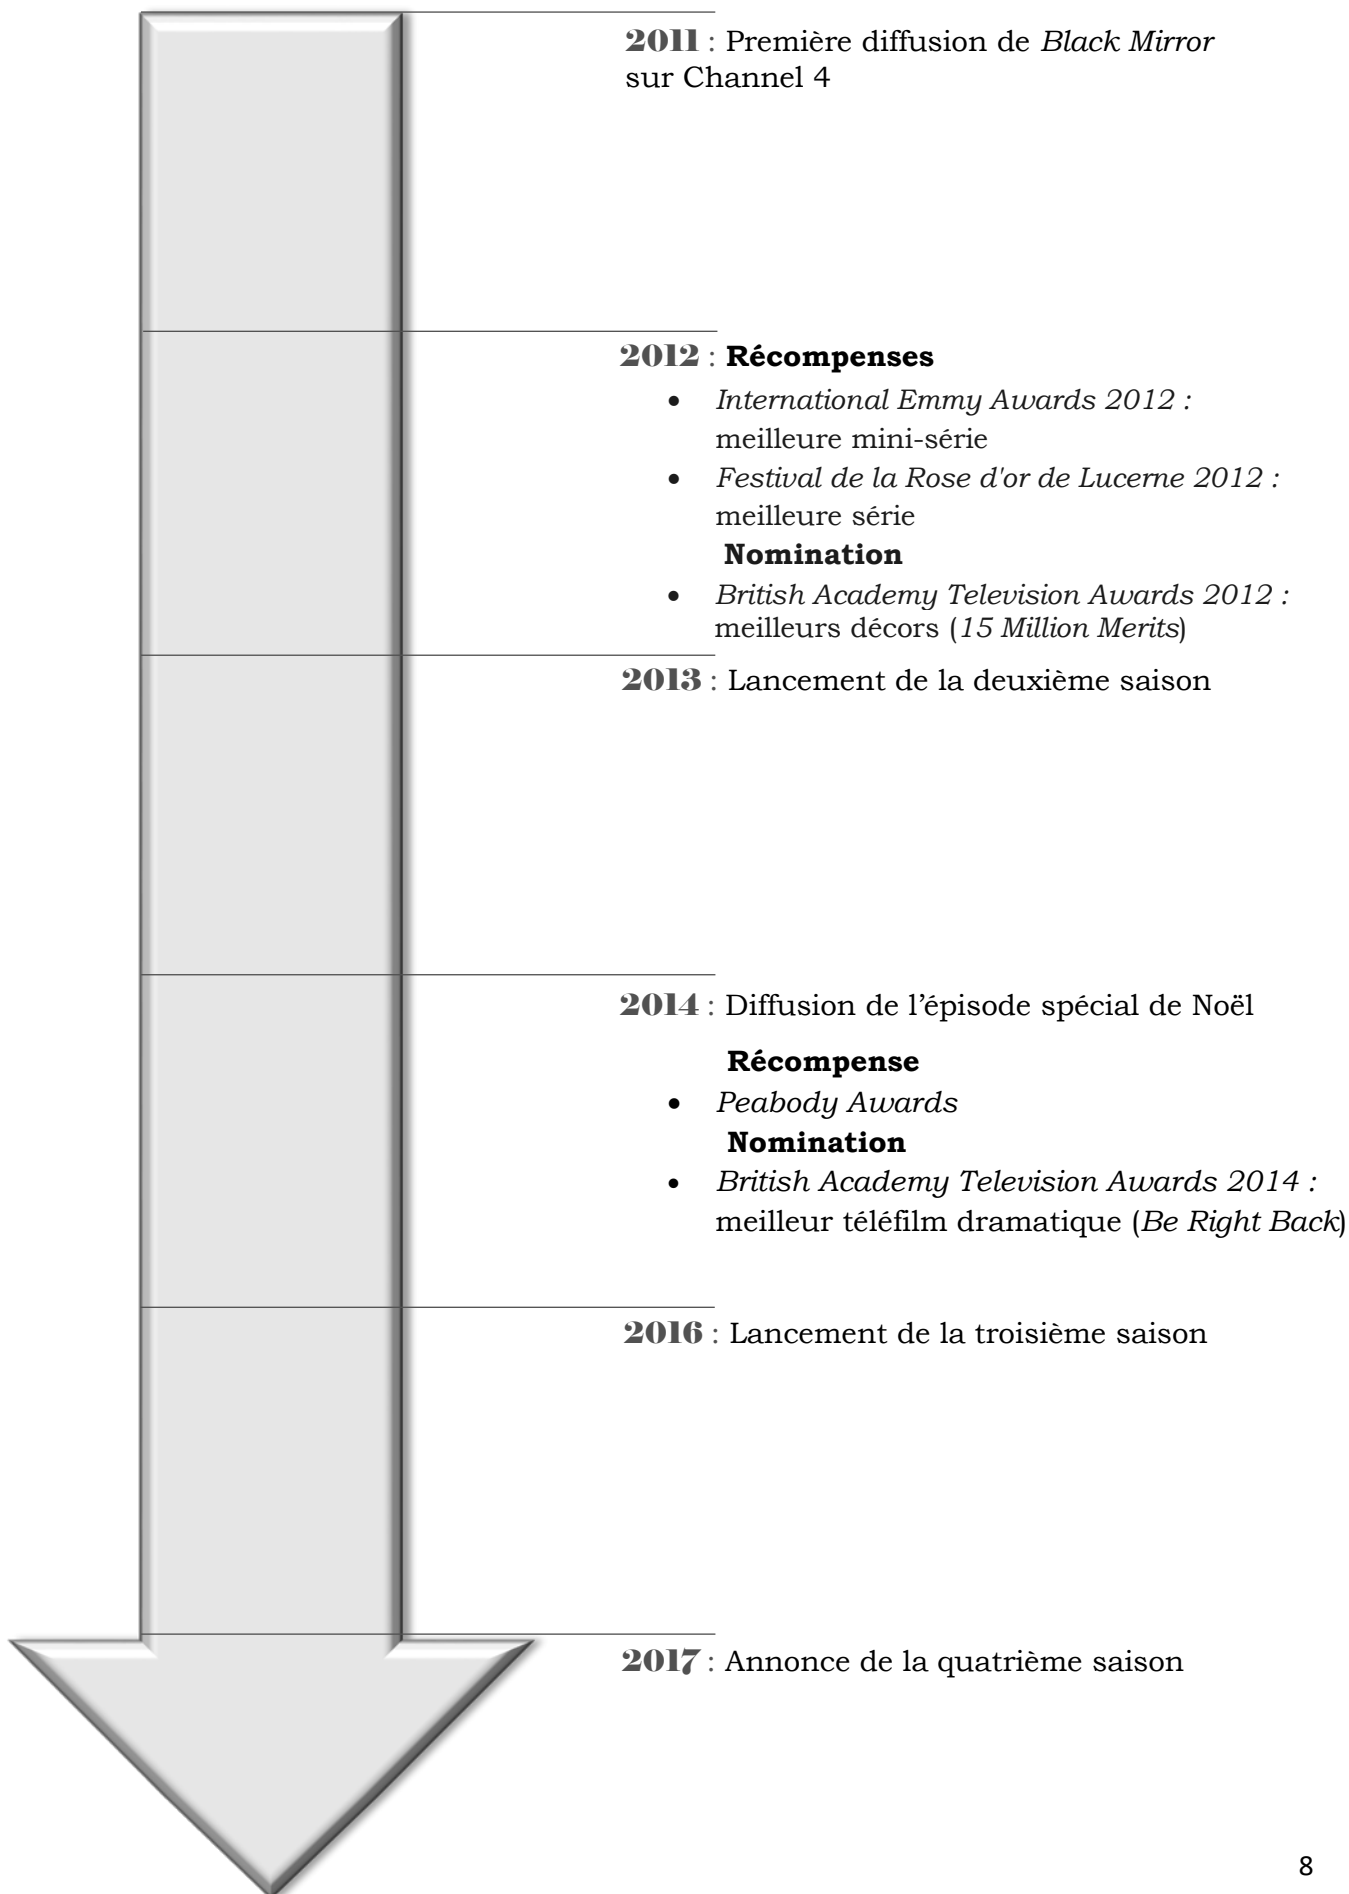 2011 : Première diffusion de Black Mirror
sur Channel 4
2012 : Récompenses
• International Emmy Awards 2012 :
meilleure mini-série
• Festival de la Rose d'or de Lucerne 2012 :
meilleure série
Nomination
• British Academy Television Awards 2012 :
meilleurs décors (15 Million Merits)
2013 : Lancement de la deuxième saison
2014 : Diffusion de l’épisode spécial de Noël
Récompense
• Peabody Awards
Nomination
• British Academy Television Awards 2014 :
meilleur téléfilm dramatique (Be Right Back)
2016 : Lancement de la troisième saison
2017 : Annonce de la quatrième saison
8